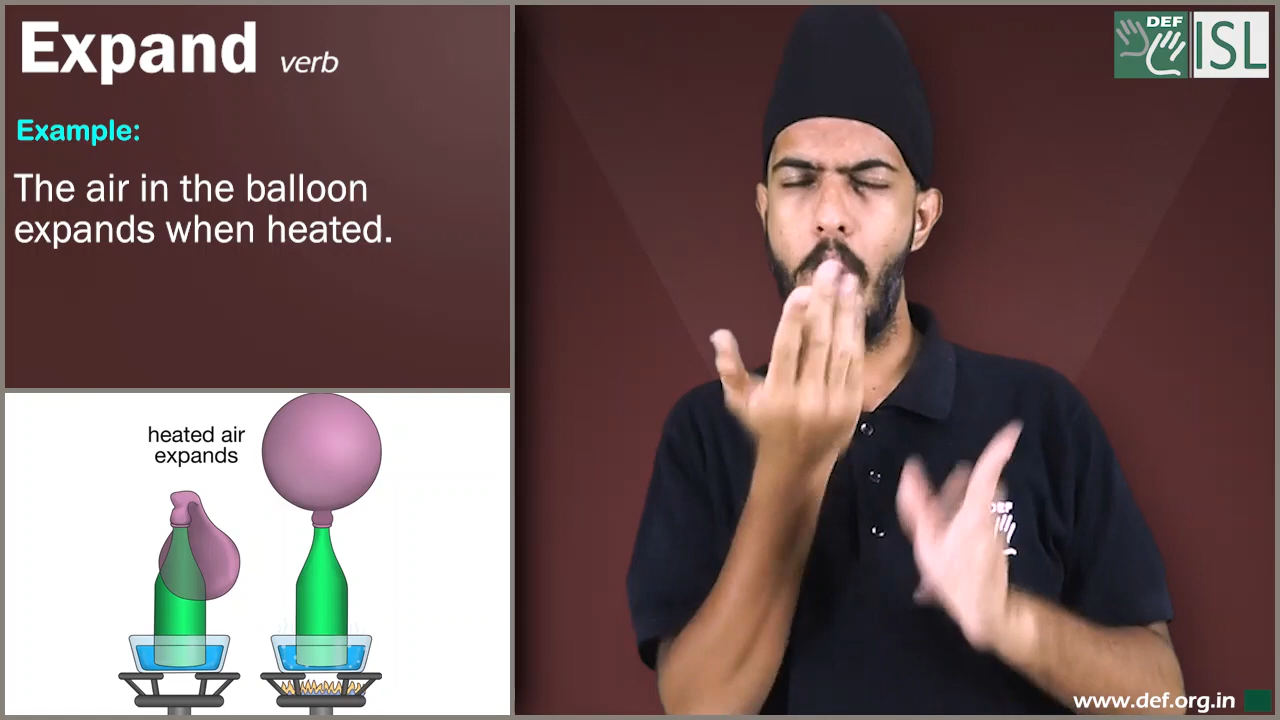 Expand verb
Example:
The air in the balloon
expands when heated.
heated air
expands
DEF
ISL
DEF
www.def.org.in